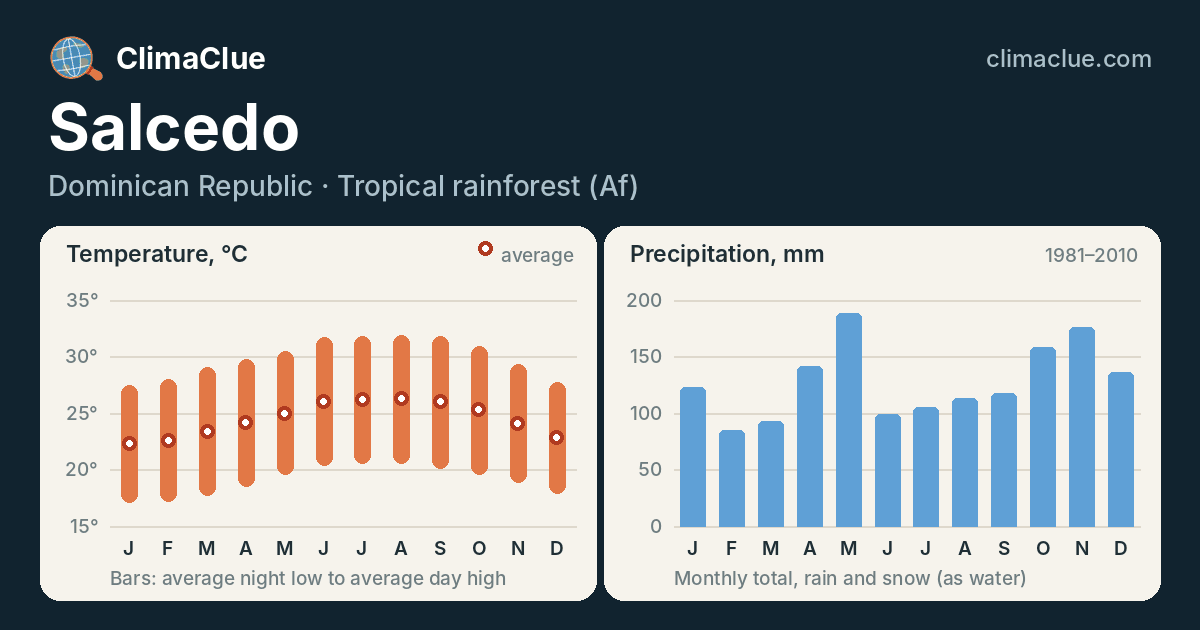 ClimaClue
climaclue.com
Salcedo
Dominican Republic · Tropical rainforest (Af)
Temperature, °C
average
35°
30°
25°
20°
15°
J F M A M J J A S O N D
Bars: average night low to average day high
Precipitation, mm
1981–2010
200
150
100
50
0
J F M A M J J A S O N D
Monthly total, rain and snow (as water)